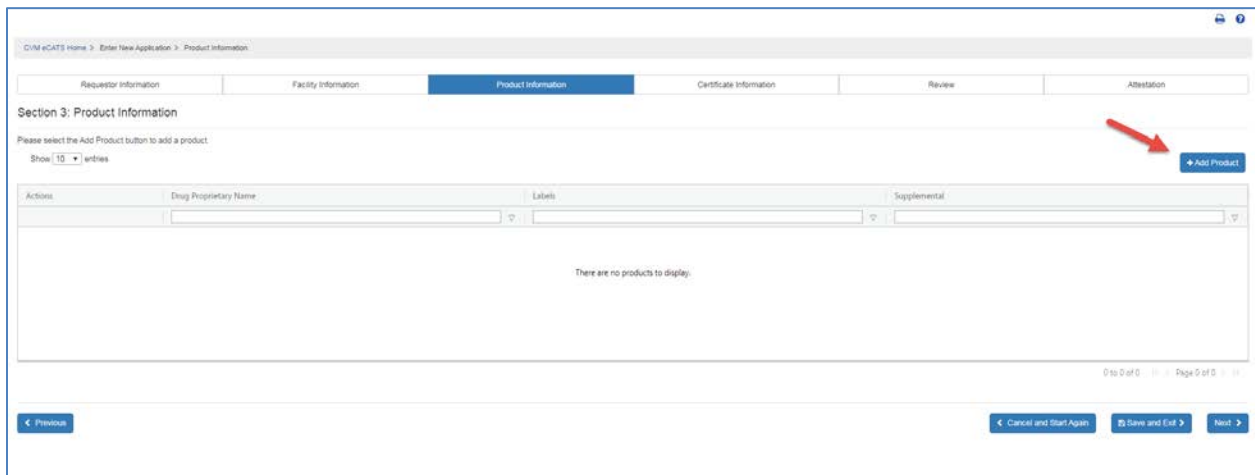 CVM eCATS Home > Enter New Application > Product Information
Requestor Information Facility Information Product Information Certificate Information Review Attestation
Section 3: Product Information
Please select the Add Product button to add a product.
Show 10 entries
+ Add Product
Actions Drug Proprietary Name Labels Supplemental
There are no products to display.
0 to 0 of 0 Page 0 of 0
< Previous < Cancel and Start Again Save and Exit > Next >